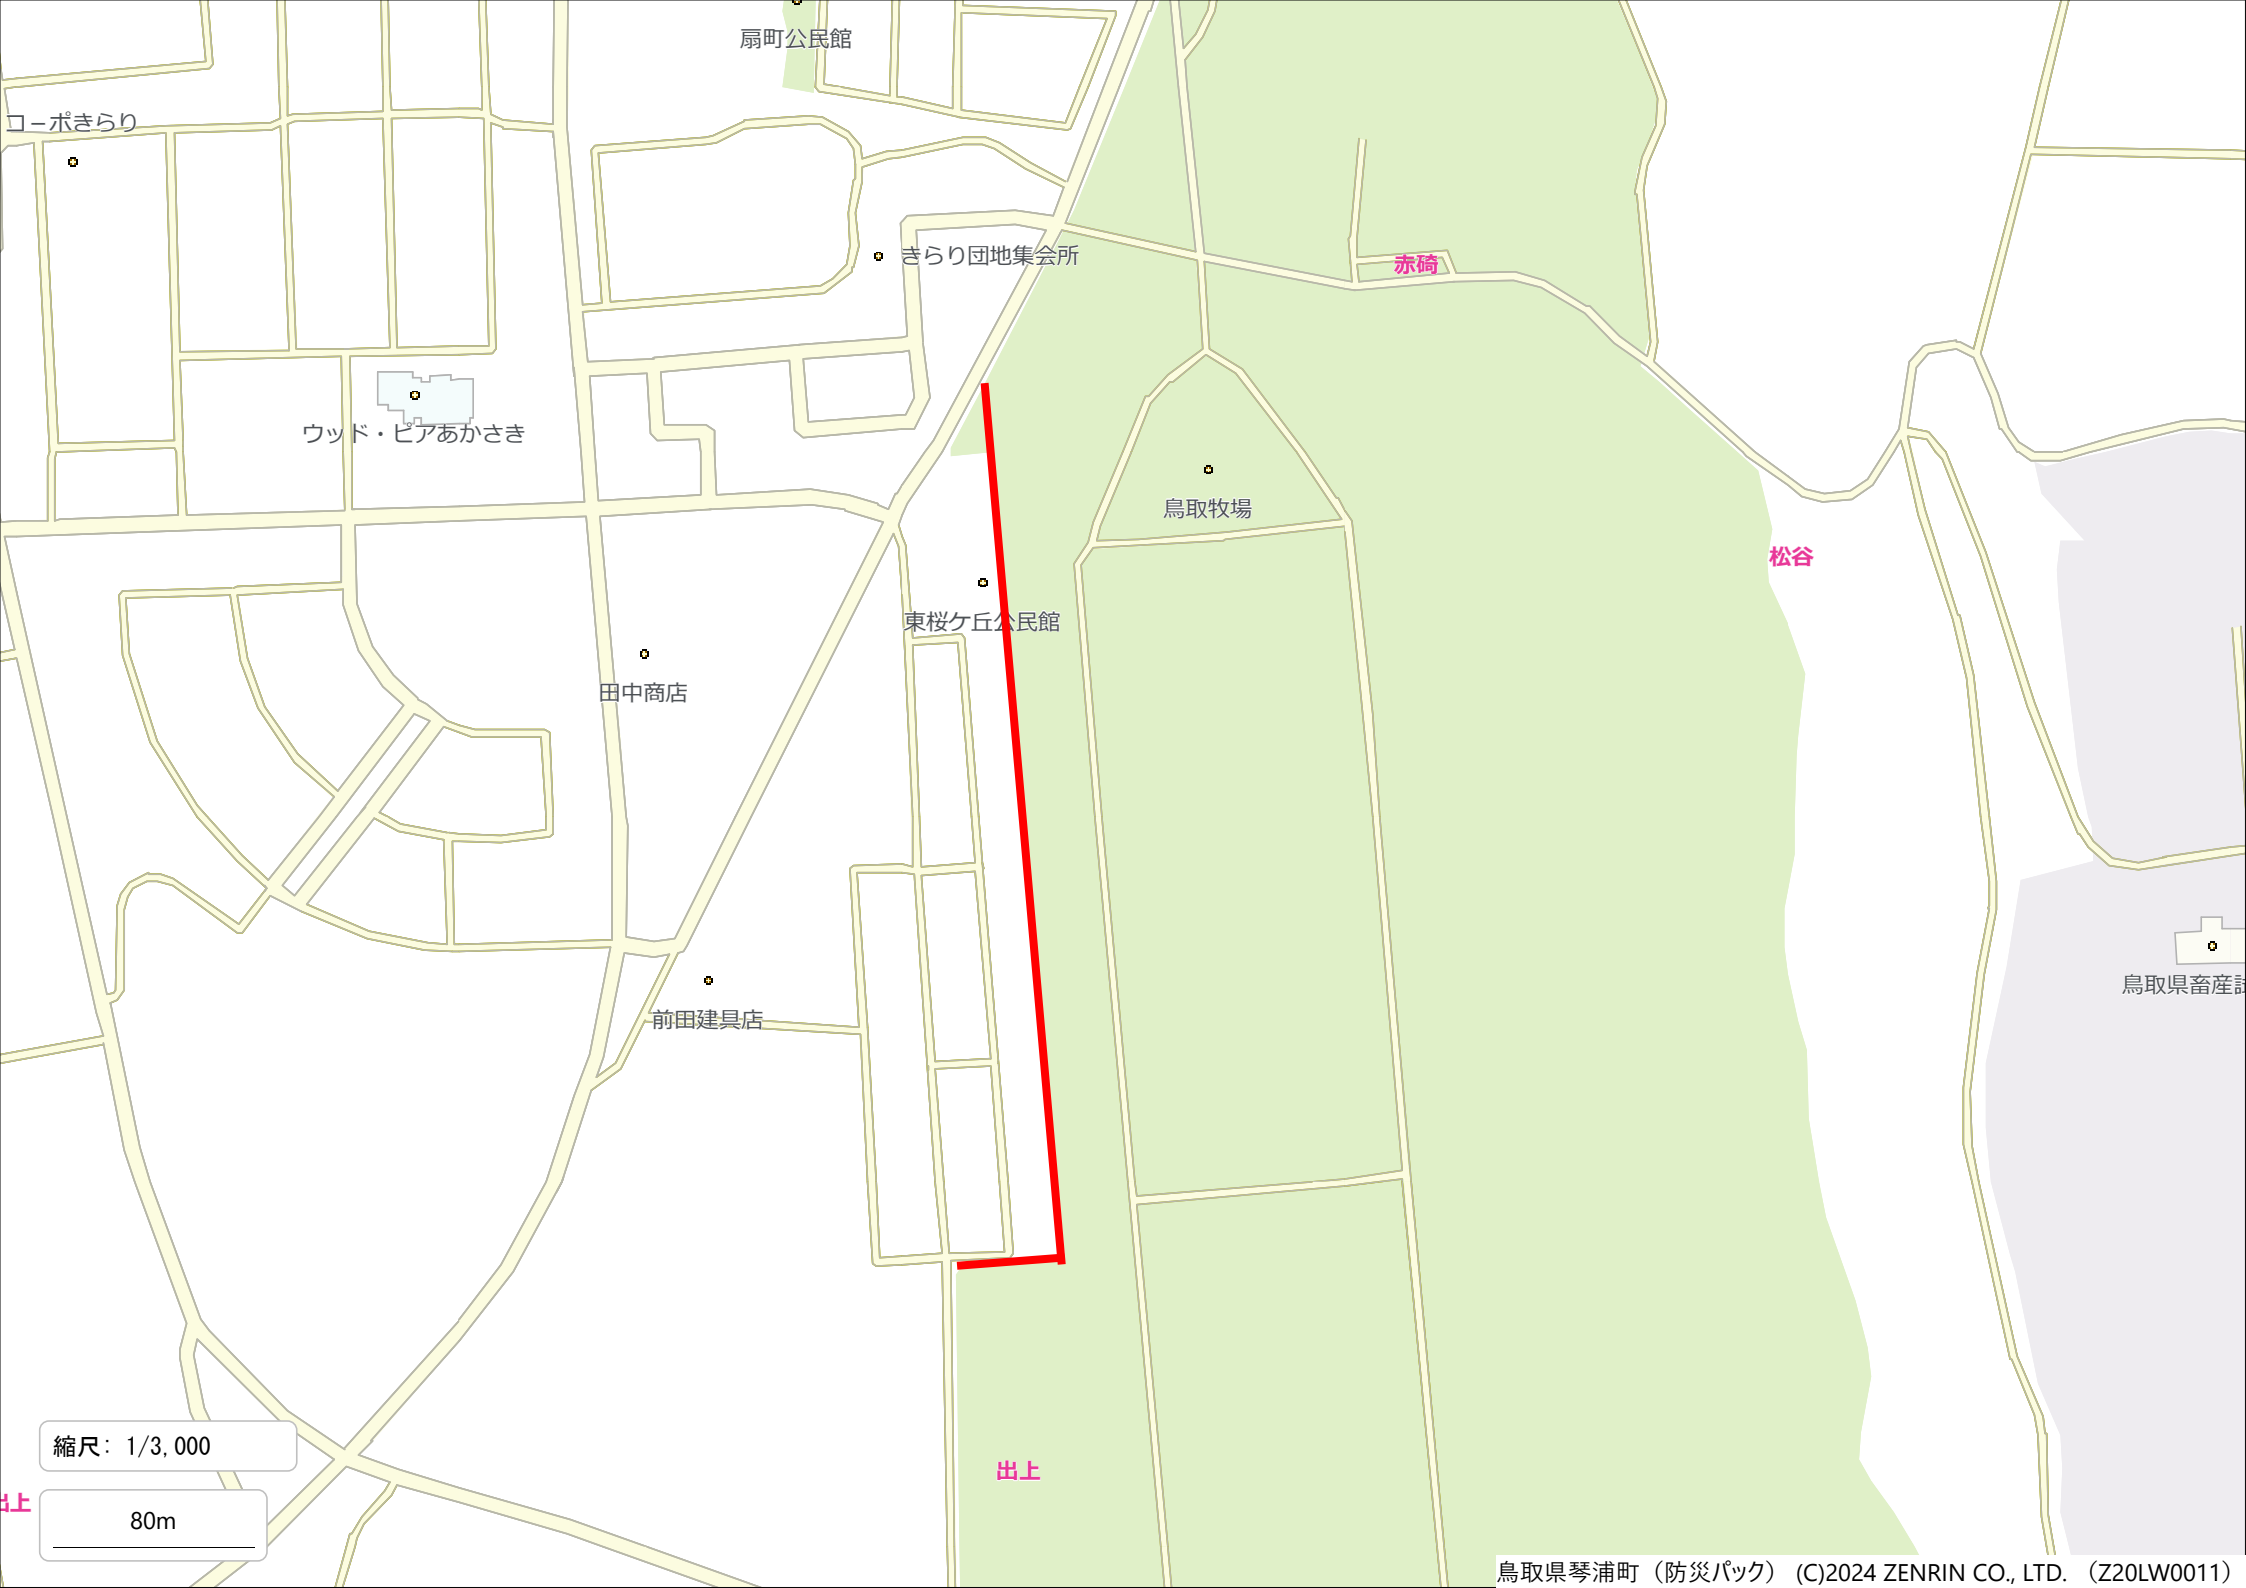 扇町公民館
コーポきらり
きらり団地集会所
赤碕
ウッド・ピアあかさき
鳥取牧場
松谷
東桜ケ丘公民館
田中商店
鳥取県畜産試
前田建具店
縮尺: 1/3,000
出上
出上
80m
鳥取県琴浦町（防災パック） (C)2024 ZENRIN CO., LTD. （Z20LW0011）